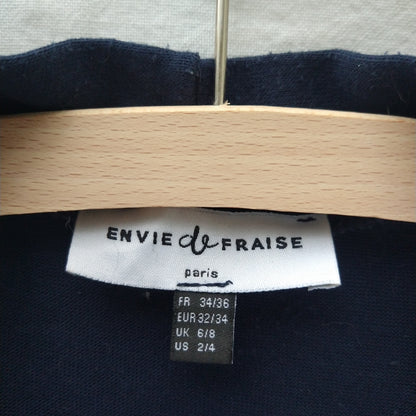 ENVIE de FRAISE
paris
FR 34/36
EUR 32/34
UK 6/8
US 2/4